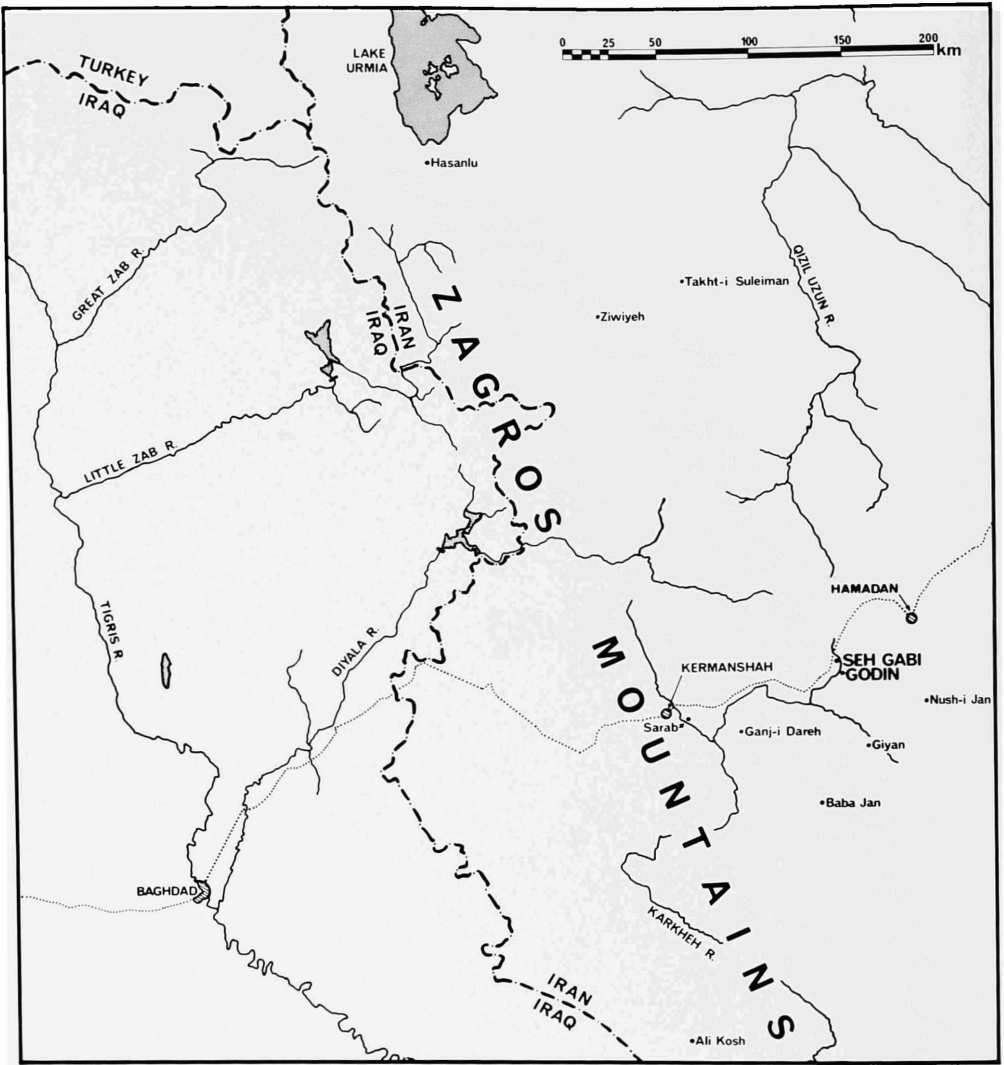 LAKE
URMIA
0 25 50 100 150 200 km
TURKEY
IRAQ
Hasanlu
GREAT ZAB R.
QIZIL UZUN R.
Takht-i Suleiman
IRAN
IRAQ
Ziwiyeh
ZAGROS
LITTLE ZAB R.
HAMADAN
TIGRIS R.
DIYALA R.
MOUNTAINS
KERMANSHAH
SEH GABI
GODIN
Nush-i Jan
Sarab
Ganj-i Dareh
Giyan
Baba Jan
BAGHDAD
KARKHEH R.
IRAN
IRAQ
Ali Kosh